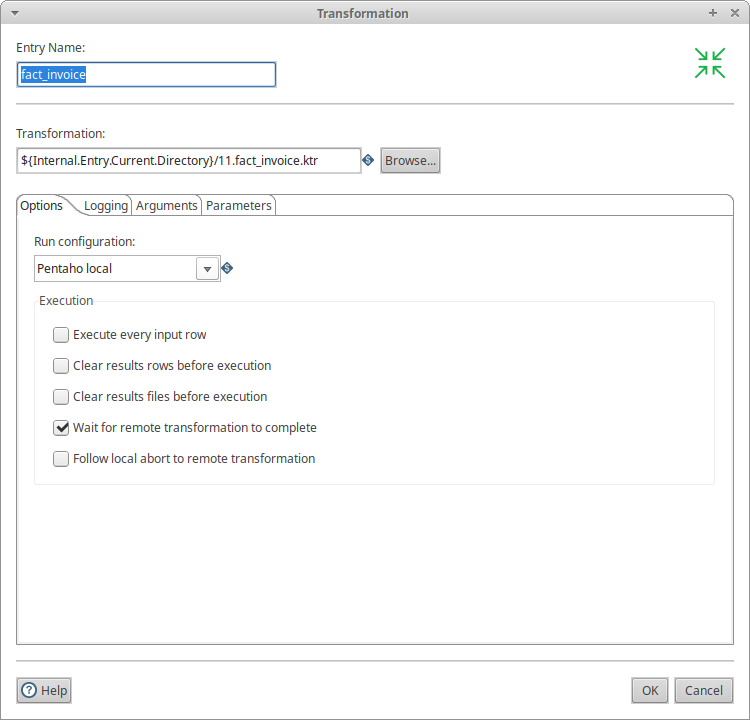 Transformation
Entry Name:
fact_invoice
Transformation:
${Internal.Entry.Current.Directory}/11.fact_invoice.ktr
Browse...
Options Logging Arguments Parameters
Run configuration:
Pentaho local
Execution
Execute every input row
Clear results rows before execution
Clear results files before execution
Wait for remote transformation to complete
Follow local abort to remote transformation
Help
OK
Cancel